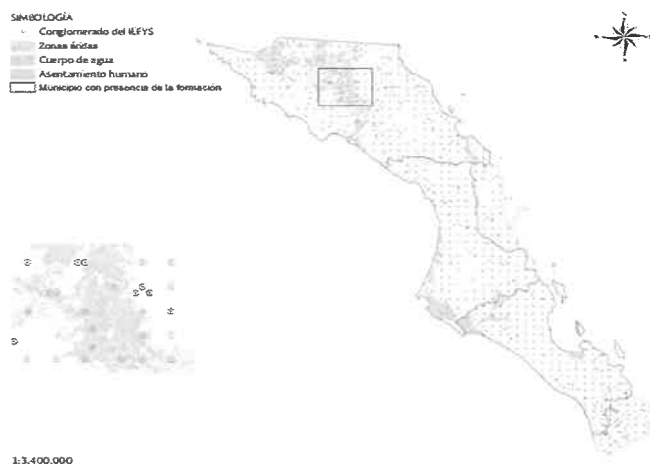 SIMBOLOGÍA
Conglomerado del IEFYS
Zonas áridas
Cuerpo de agua
Asentamiento humano
Municipio con presencia de la formación
1:3,400,000